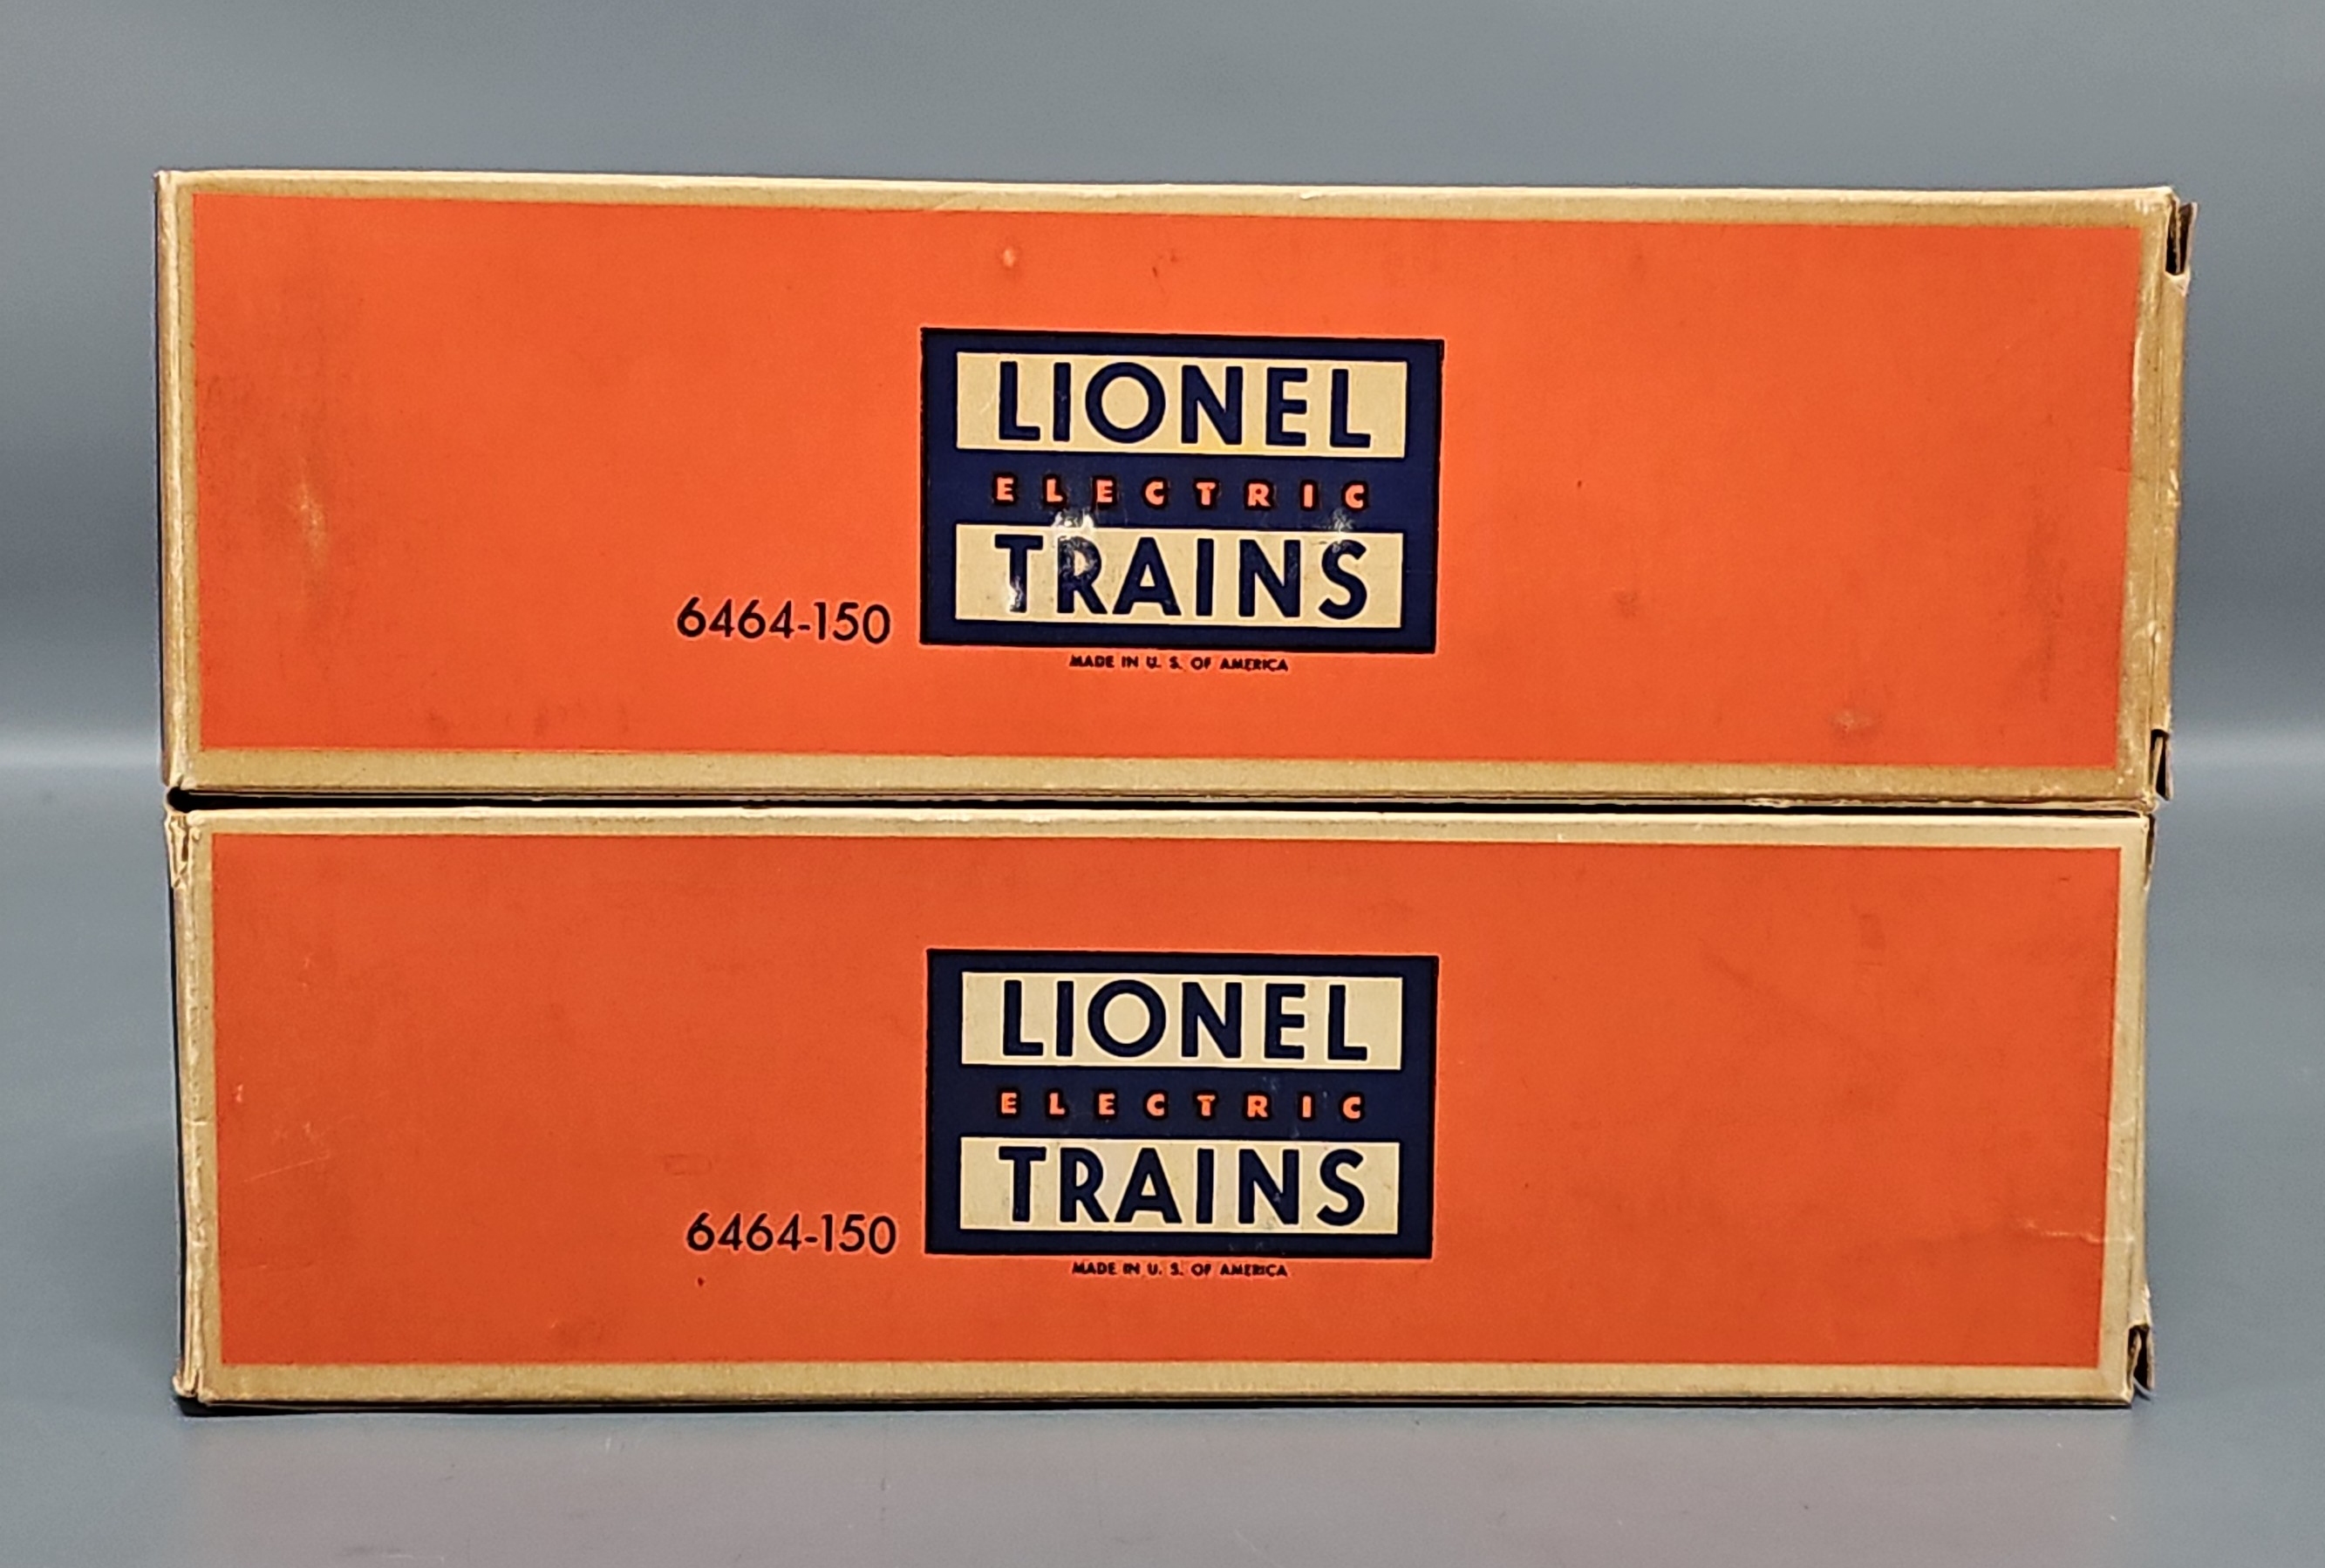 LIONEL
ELECTRIC
TRAINS
6464-150
MADE IN U. S. OF AMERICA
LIONEL
ELECTRIC
TRAINS
6464-150
MADE IN U. S. OF AMERICA